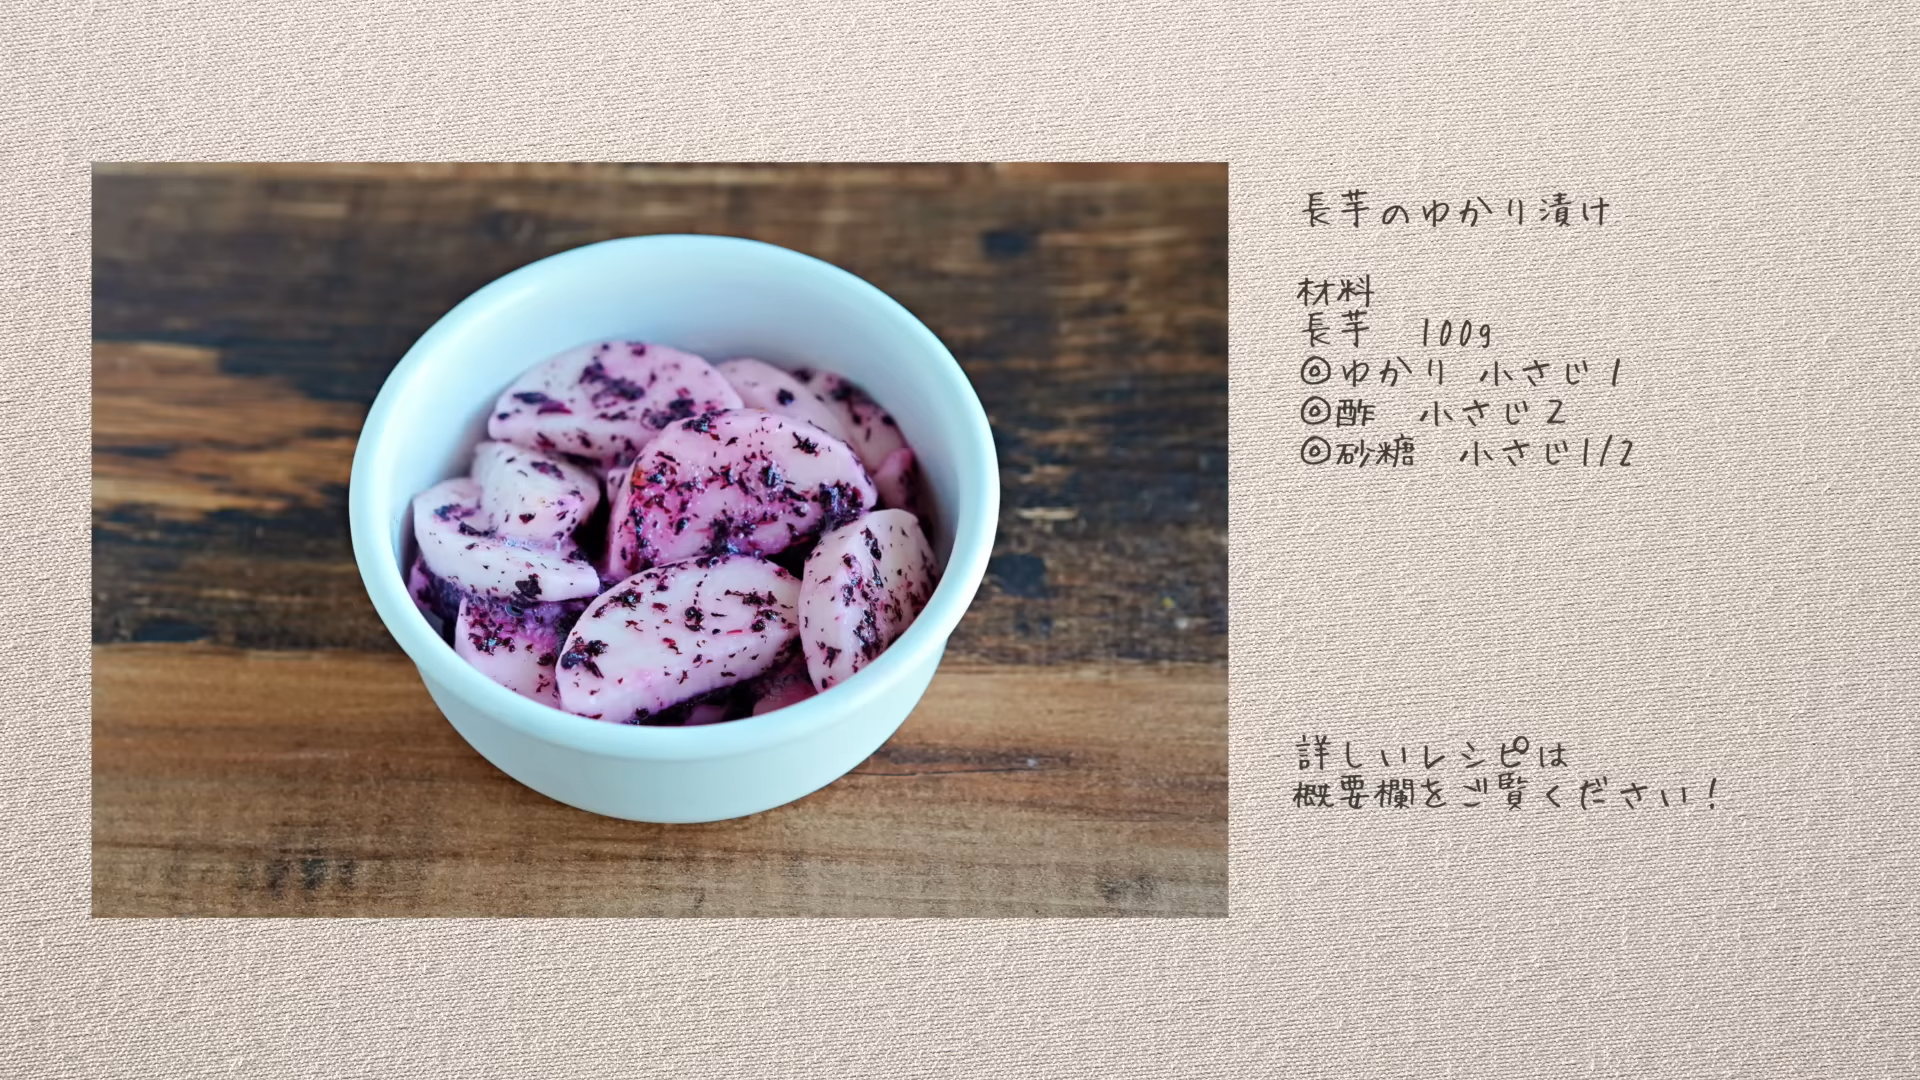 長芋のゆかり漬け
材料
長芋　100g
◎ゆかり 小さじ1
◎酢　小さじ2
◎砂糖　小さじ1/2
詳しいレシピは
概要欄をご覧ください！